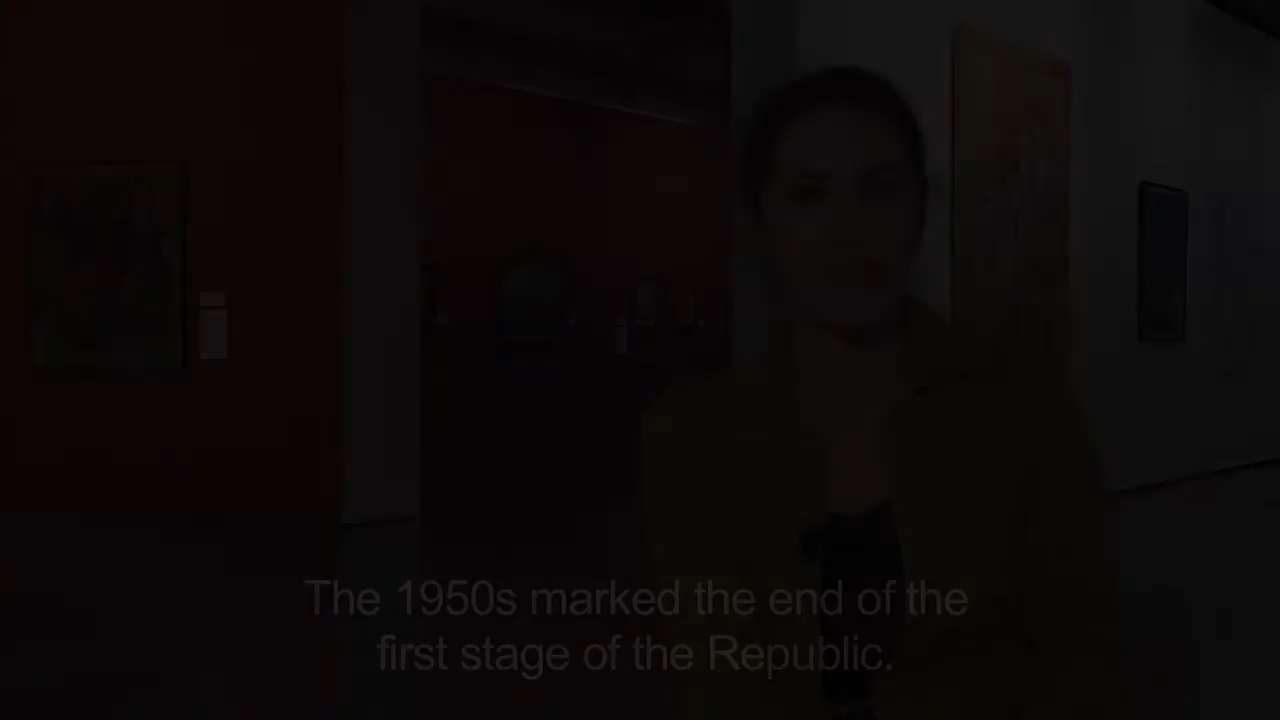 The 1950s marked the end of the
first stage of the Republic.